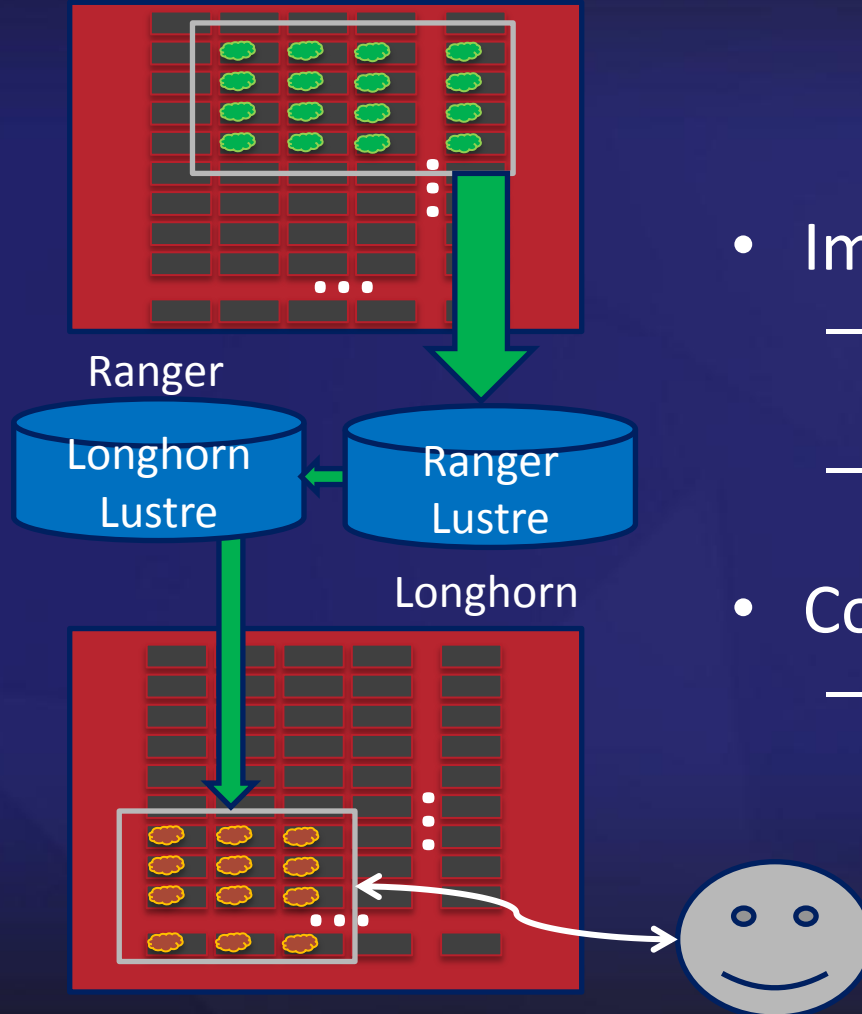 Ranger
Longhorn
Lustre
Ranger
Lustre
Longhorn
• Im
–
–
• Co
–